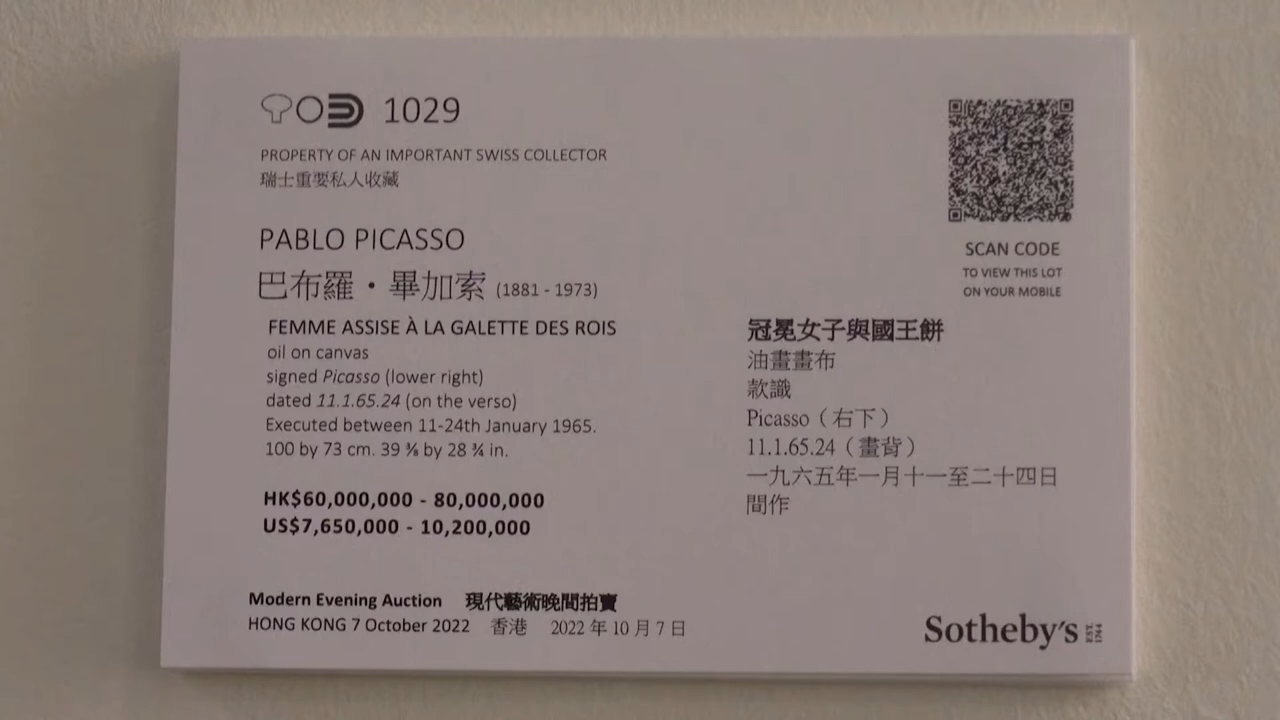 1029
PROPERTY OF AN IMPORTANT SWISS COLLECTOR
瑞士重要私人收藏
PABLO PICASSO
巴布羅・畢加索 (1881 - 1973)
FEMME ASSISE À LA GALETTE DES ROIS
oil on canvas
signed Picasso (lower right)
dated 11.1.65.24 (on the verso)
Executed between 11-24th January 1965.
100 by 73 cm. 39 ⅜ by 28 ¾ in.
HK$60,000,000 - 80,000,000
US$7,650,000 - 10,200,000
SCAN CODE
TO VIEW THIS LOT
ON YOUR MOBILE
冠冕女子與國王餅
油畫畫布
款識
Picasso（右下）
11.1.65.24（畫背）
一九六五年一月十一至二十四日
間作
Modern Evening Auction 現代藝術晚間拍賣
HONG KONG 7 October 2022 香港 2022 年 10 月 7 日
Sotheby's EST. 1744